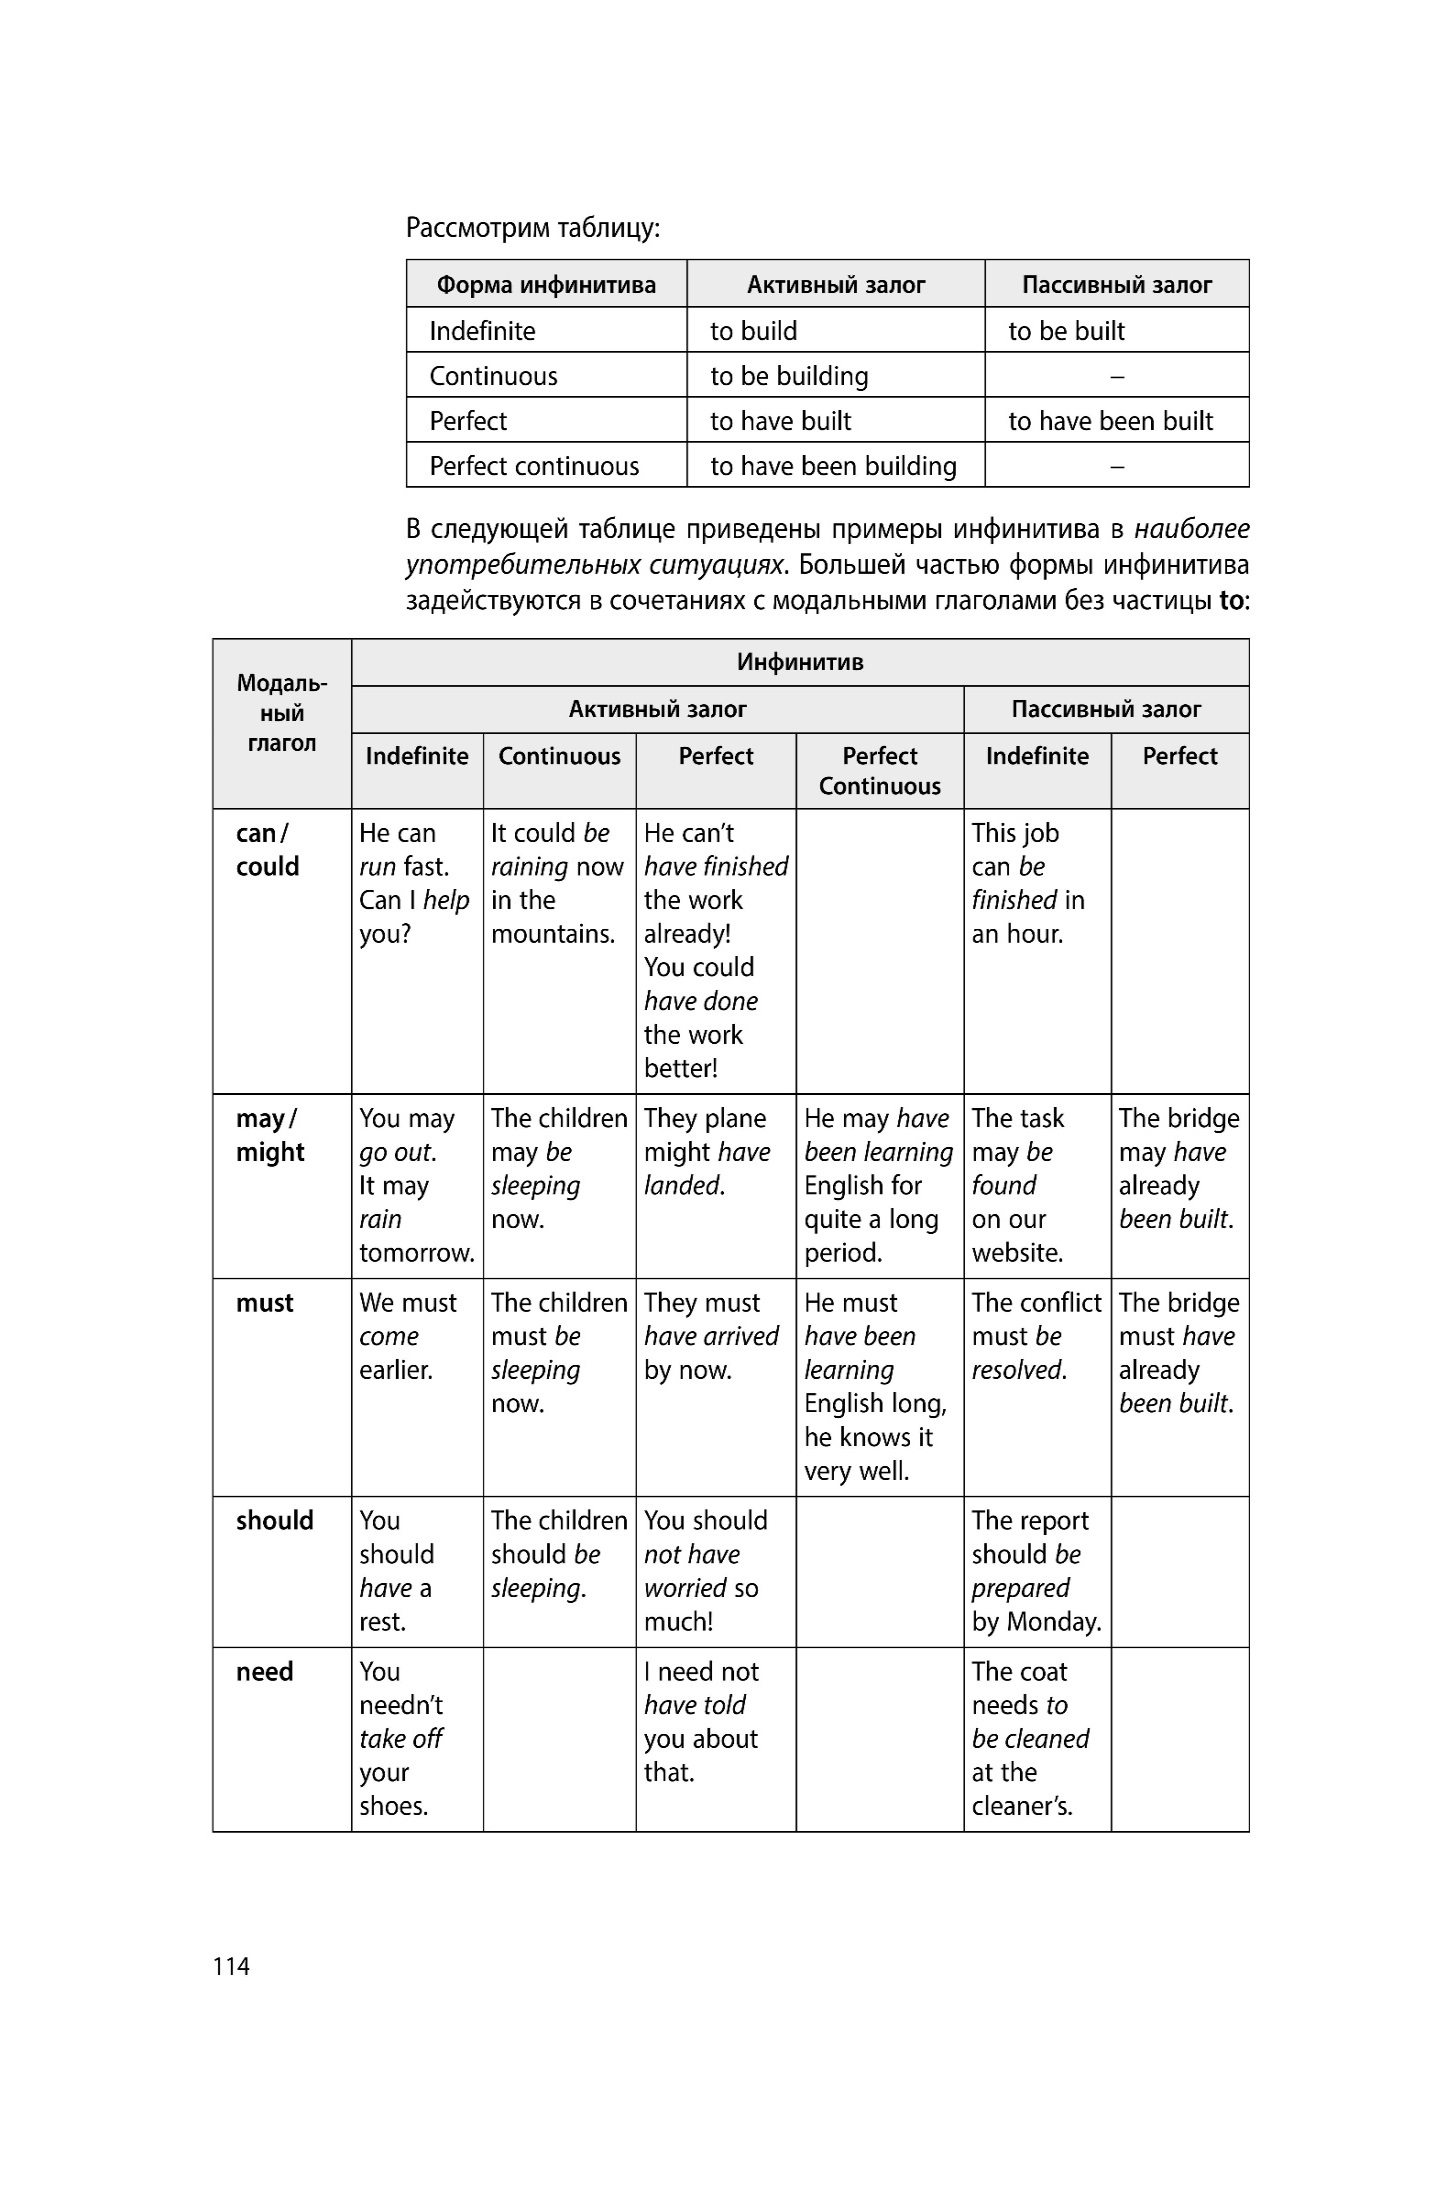 Рассмотрим таблицу:
Форма инфинитива Активный залог Пассивный залог
Indefinite to build to be built
Continuous to be building –
Perfect to have built to have been built
Perfect continuous to have been building –
В следующей таблице приведены примеры инфинитива в наиболее
употребительных ситуациях. Большей частью формы инфинитива
задействуются в сочетаниях с модальными глаголами без частицы to:
Модаль-
ный
глагол
Инфинитив
Активный залог Пассивный залог
Indefinite Continuous Perfect Perfect Indefinite Perfect
Continuous
can /
could
He can
run fast.
Can I help
you?
It could be
raining now
in the
mountains.
He can't
have finished
the work
already!
You could
have done
the work
better!
This job
can be
finished in
an hour.
may /
might
You may
go out.
It may
rain
tomorrow.
The children
may be
sleeping
now.
They plane
might have
landed.
He may have
been learning
English for
quite a long
period.
The task
may be
found
on our
website.
The bridge
may have
already
been built.
must
We must
come
earlier.
The children
must be
sleeping
now.
They must
have arrived
by now.
He must
have been
learning
English long,
he knows it
very well.
The conflict
must be
resolved.
The bridge
must have
already
been built.
should
You
should
have a
rest.
The children
should be
sleeping.
You should
not have
worried so
much!
The report
should be
prepared
by Monday.
need
You
needn't
take off
your
shoes.
I need not
have told
you about
that.
The coat
needs to
be cleaned
at the
cleaner's.
114